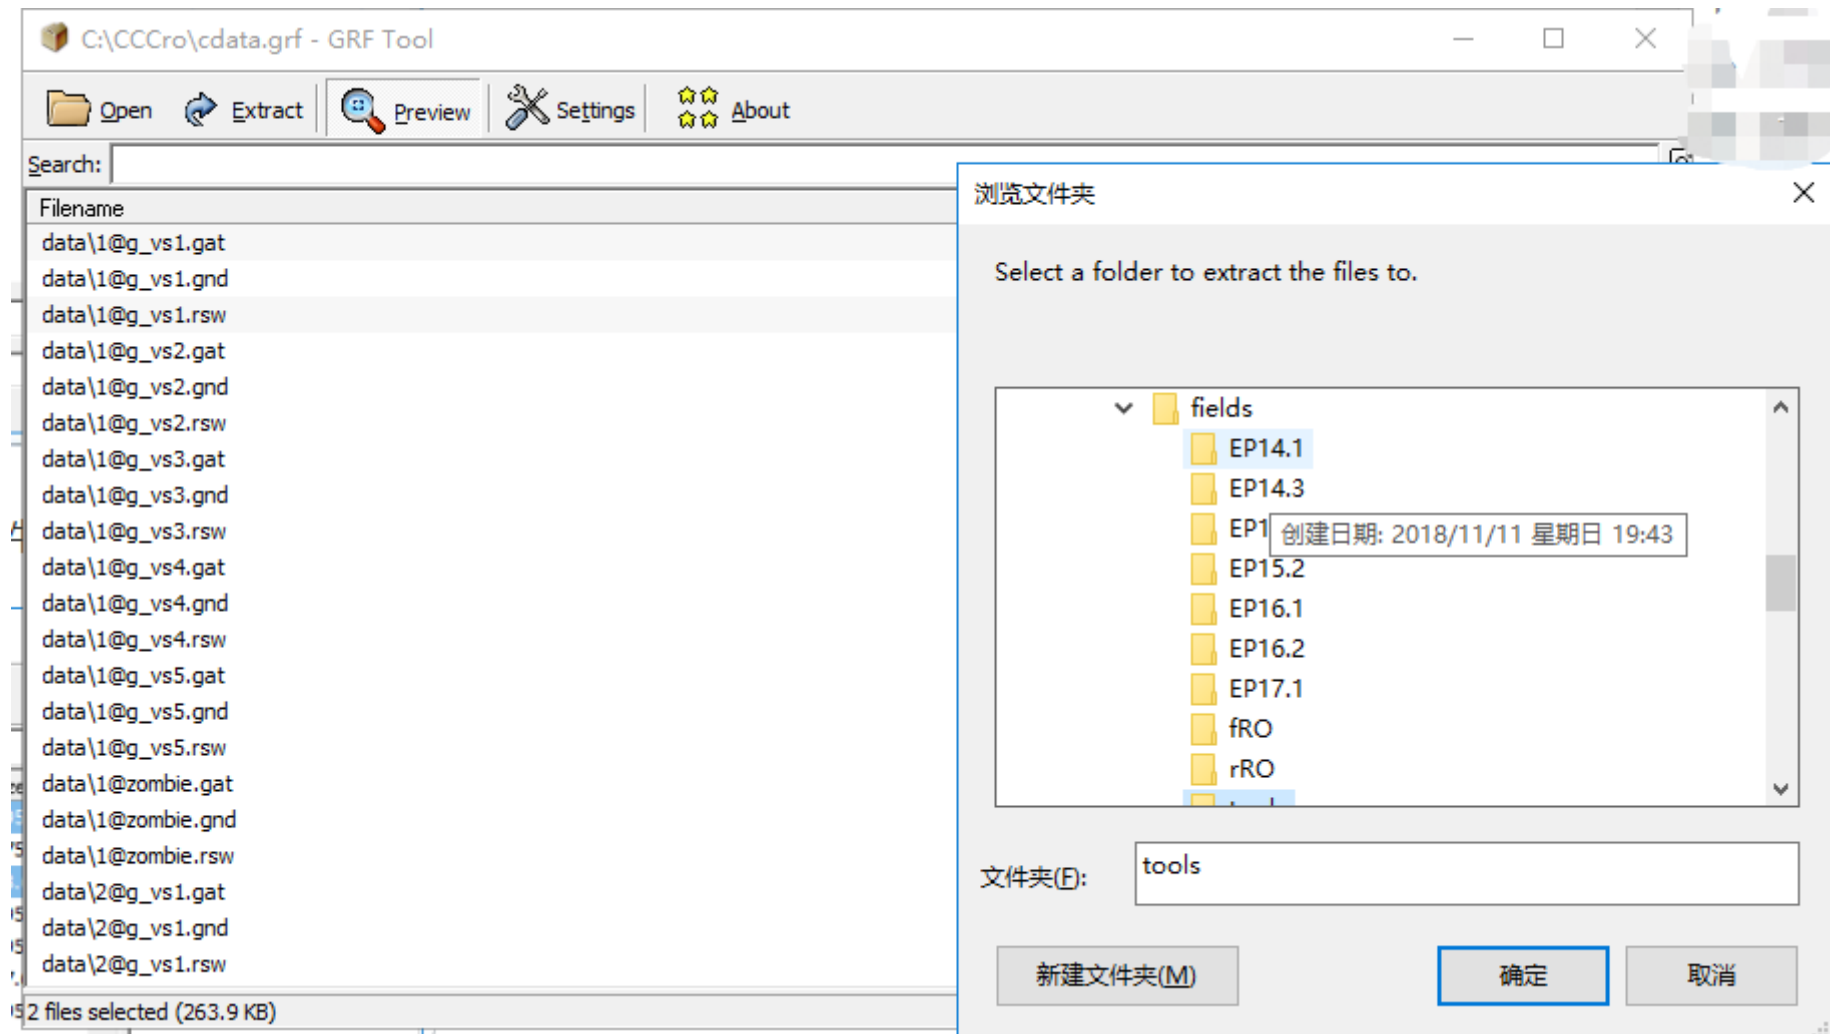 C:\CCCro\cdata.grf - GRF Tool
Open Extract Preview Settings About
Search:
Filename
data\1@g_vs1.gat
data\1@g_vs1.gnd
data\1@g_vs1.rsw
data\1@g_vs2.gat
data\1@g_vs2.gnd
data\1@g_vs2.rsw
data\1@g_vs3.gat
data\1@g_vs3.gnd
data\1@g_vs3.rsw
data\1@g_vs4.gat
data\1@g_vs4.gnd
data\1@g_vs4.rsw
data\1@g_vs5.gat
data\1@g_vs5.gnd
data\1@g_vs5.rsw
data\1@zombie.gat
data\1@zombie.gnd
data\1@zombie.rsw
data\2@g_vs1.gat
data\2@g_vs1.gnd
data\2@g_vs1.rsw
2 files selected (263.9 KB)
浏览文件夹
Select a folder to extract the files to.
fields
EP14.1
EP14.3
EP1
创建日期: 2018/11/11 星期日 19:43
EP15.2
EP16.1
EP16.2
EP17.1
fRO
rRO
文件夹(F): tools
新建文件夹(M) 确定 取消